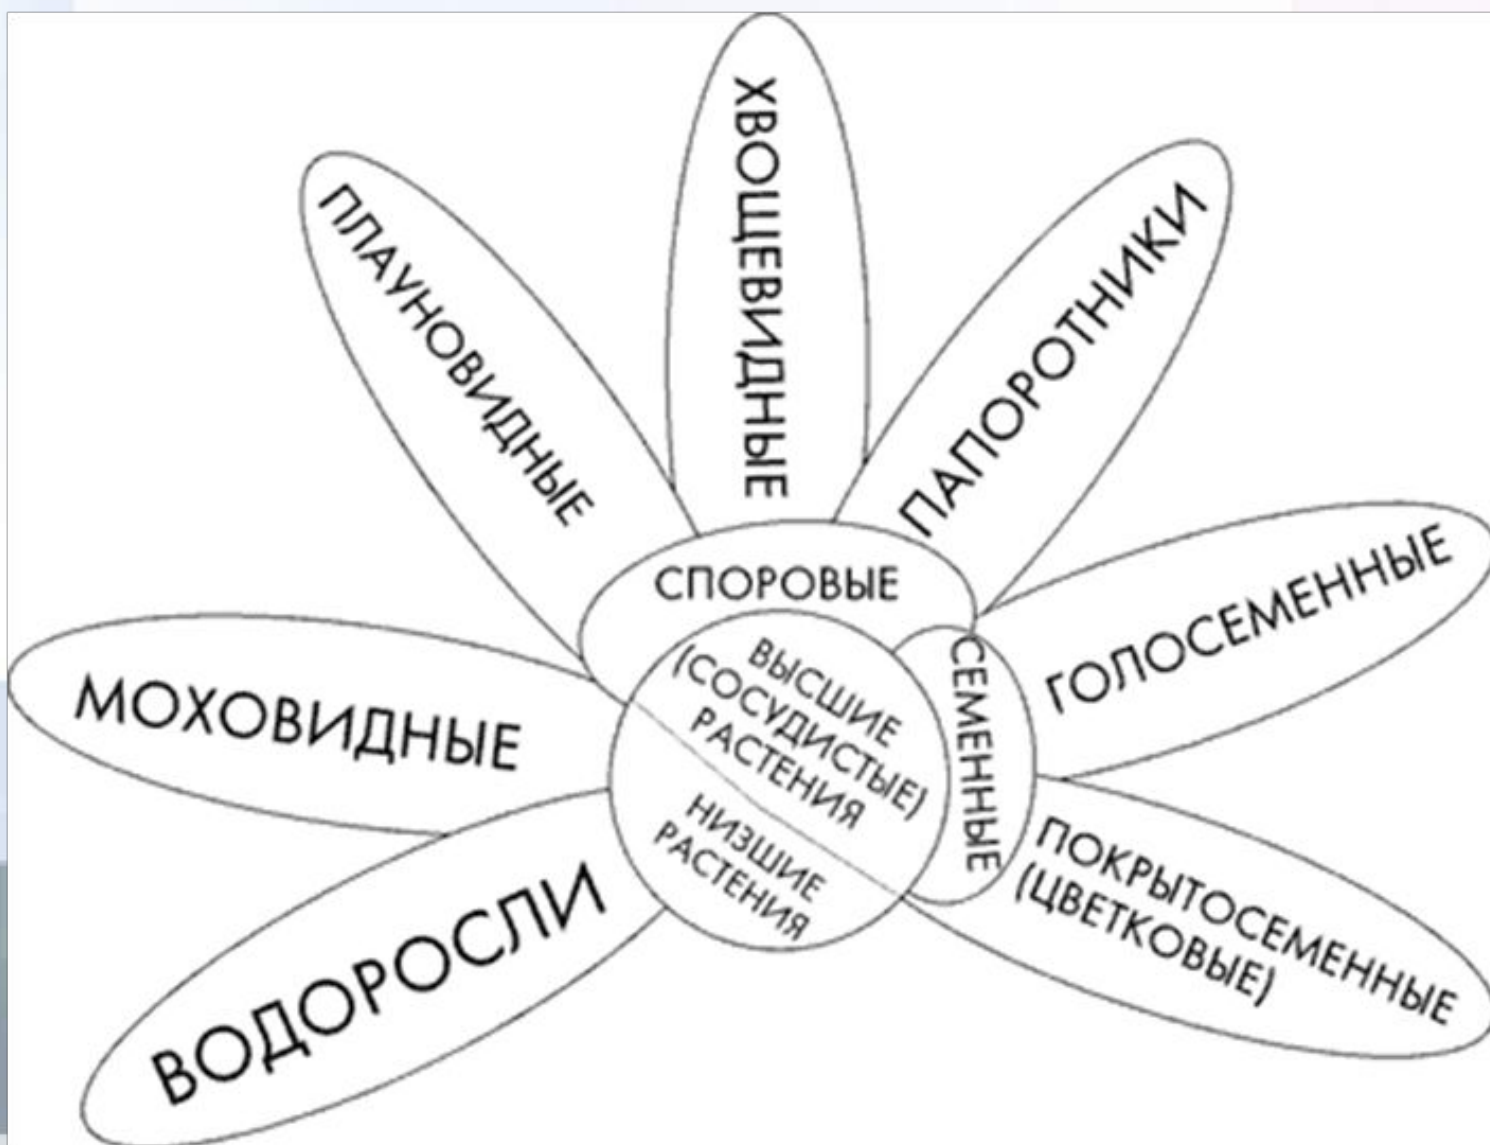 ХВОЩЕВИДНЫЕ
ПЛАУНОВИДНЫЕ
ПАПОРОТНИКИ
СПОРОВЫЕ
ГОЛОСЕМЕННЫЕ
МОХОВИДНЫЕ
ВЫСШИЕ
(СОСУДИСТЫЕ)
РАСТЕНИЯ
СЕМЕННЫЕ
НИЗШИЕ
РАСТЕНИЯ
ПОКРЫТОСЕМЕННЫЕ
(ЦВЕТКОВЫЕ)
ВОДОРОСЛИ